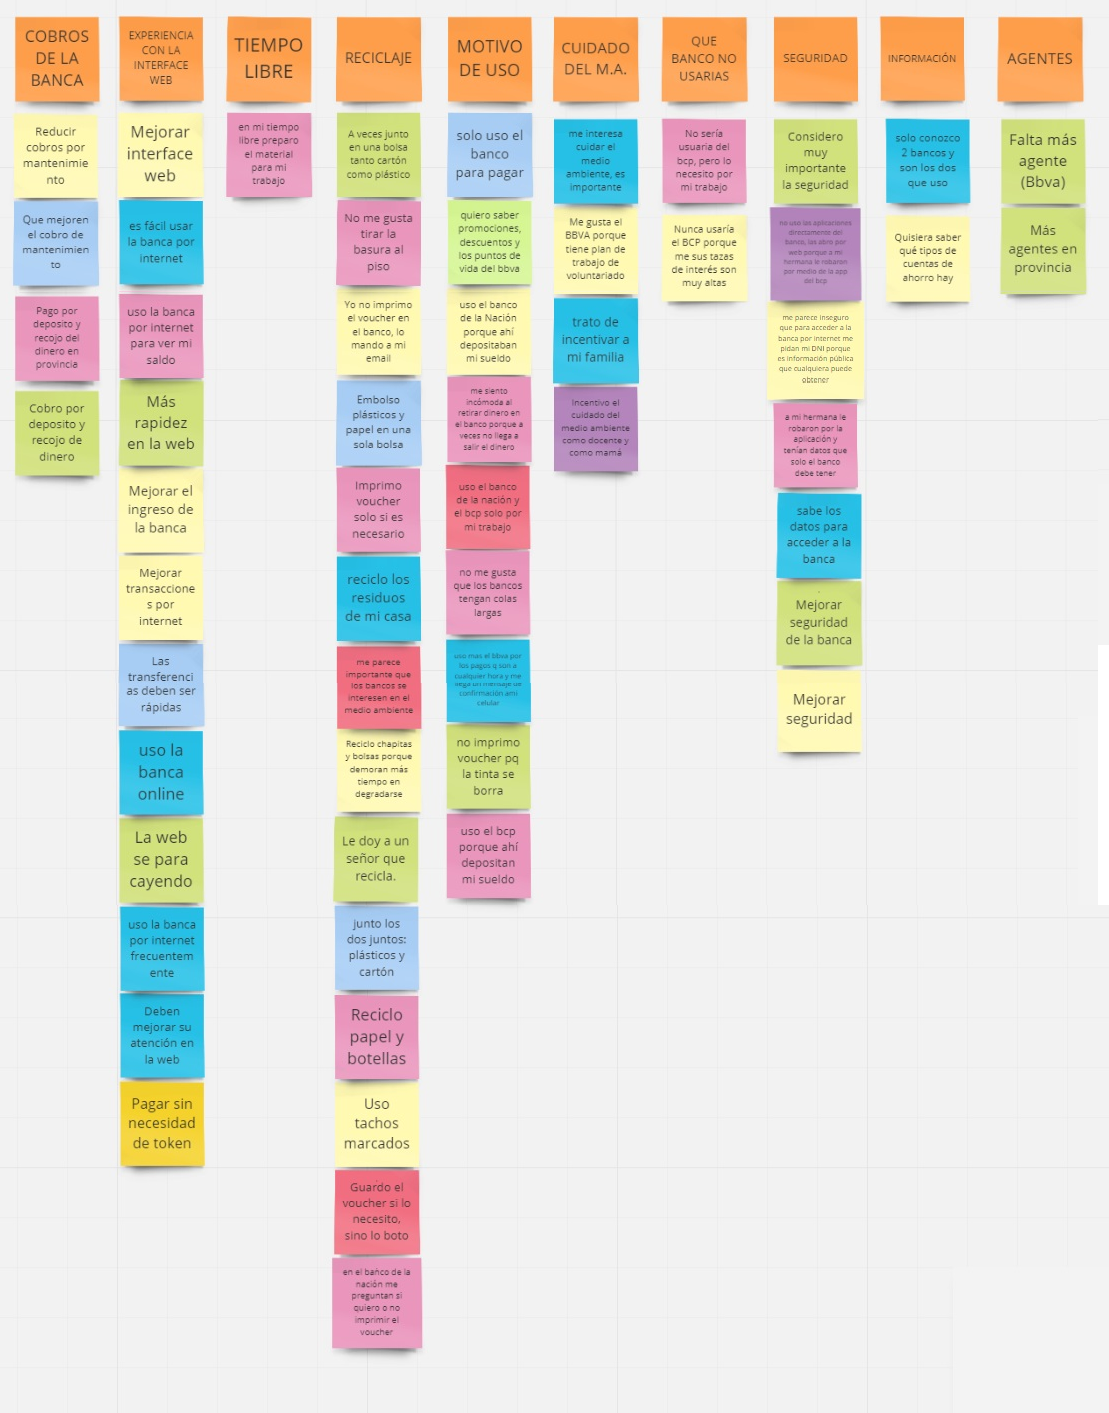 COBROS
DE LA
BANCA
Reducir
cobros por
mantenimie
nto
Que mejoren
el cobro de
mantenimien
to
Pago por
deposito y
recojo del
dinero en
provincia
Cobro por
deposito y
recojo de
dinero
EXPERIENCIA
CON LA
INTERFACE
WEB
Mejorar
interface
web
es fácil usar
la banca por
internet
uso la banca
por internet
para ver mi
saldo
Más
rapidez
en la web
Mejorar el
ingreso de
la banca
Mejorar
transaccione
s por
internet
Las
transferenci
as deben ser
rápidas
uso la
banca
online
La web
se para
cayendo
uso la banca
por internet
frecuentem
ente
Deben
mejorar su
atención en
la web
Pagar sin
necesidad
de token
TIEMPO
LIBRE
en mi tiempo
libre preparo
el material
para mi
trabajo
RECICLAJE
A veces junto
en una bolsa
tanto cartón
como plástico
No me gusta
tirar la
basura al
piso
Yo no imprimo
el voucher en
el banco, lo
mando a mi
email
Embolso
plásticos y
papel en una
sola bolsa
Imprimo
voucher
solo si es
necesario
reciclo los
residuos
de mi casa
me parece
importante que
los bancos se
interesen en el
medio ambiente
Reciclo chapitas
y bolsas porque
demoran más
tiempo en
degradarse
Le doy a un
señor que
recicla.
junto los
dos juntos:
plásticos y
cartón
Reciclo
papel y
botellas
Uso
tachos
marcados
Guardo el
voucher si lo
necesito,
sino lo boto
en el banco de la
nación me
preguntan si
quiero o no
imprimir el
voucher
MOTIVO
DE USO
solo uso el
banco
para pagar
quiero saber
promociones,
descuentos y
los puntos de
vida del bbva
uso el banco
de la Nación
porque ahí
depositaban
mi sueldo
me siento
incómoda al
retirar dinero en
el banco porque a
veces no llega a
salir el dinero
uso el banco
de la nación y
el bcp solo por
mi trabajo
no me gusta
que los bancos
tengan colas
largas
uso mas el bbva por
los pagos q son a
cualquier hora y me
llega un mensaje de
confirmación ami
celular
no imprimo
voucher pq
la tinta se
borra
uso el bcp
porque ahí
depositan
mi sueldo
CUIDADO
DEL M.A.
me interesa
cuidar el
medio
ambiente, es
importante
Me gusta el
BBVA porque
tiene plan de
trabajo de
voluntariado
trato de
incentivar a
mi familia
Incentivo el
cuidado del
medio ambiente
como docente y
como mamá
QUE
BANCO NO
USARIAS
No sería
usuaria del
bcp, pero lo
necesito por
mi trabajo
Nunca usaría
el BCP porque
me sus tazas
de interés son
muy altas
SEGURIDAD
Considero
muy
importante
la seguridad
no uso las aplicaciones
directamente del
banco, las abro por
web porque a mi
hermana le robaron
por medio de la app
del bcp
me parece inseguro
que para acceder a la
banca por internet me
pidan mi DNI porque
es información pública
que cualquiera puede
obtener
a mi hermana le
robaron por la
aplicación y
tenían datos que
solo el banco
debe tener
sabe los
datos para
acceder a la
banca
Mejorar
seguridad
de la banca
Mejorar
seguridad
INFORMACIÓN
solo conozco
2 bancos y
son los dos
que uso
Quisiera saber
qué tipos de
cuentas de
ahorro hay
AGENTES
Falta más
agente
(Bbva)
Más
agentes en
provincia